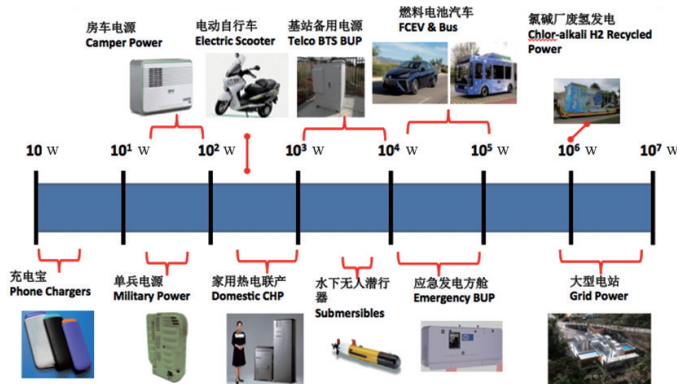 房车电源
Camper Power
电动自行车
Electric Scooter
基站备用电源
Telco BTS BUP
燃料电池汽车
FCEV & Bus
氯碱厂废氢发电
Chlor-alkali H2 Recycled
Power
10 W
10¹ W
10² W
10³ W
10⁴ W
10⁵ W
10⁶ W
10⁷ W
充电宝
Phone Chargers
单兵电源
Military Power
家用热电联产
Domestic CHP
水下无人潜行
器
Submersibles
应急发电方舱
Emergency BUP
大型电站
Grid Power